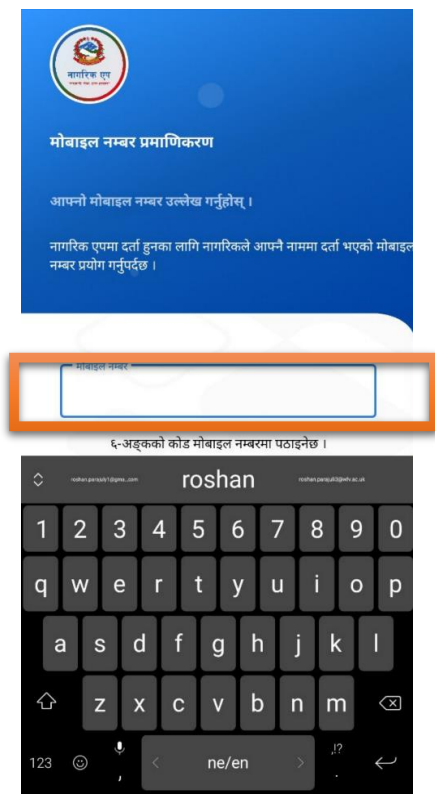 नागरिक एप
मोबाइल नम्बर प्रमाणिकरण
आफ्नो मोबाइल नम्बर उल्लेख गर्नुहोस् ।
नागरिक एपमा दर्ता हुनका लागि नागरिकले आफ्नै नाममा दर्ता भएको मोबाइल
नम्बर प्रयोग गर्नुपर्दछ ।
मोबाइल नम्बर
६-अङ्कको कोड मोबाइल नम्बरमा पठाइनेछ ।
roshan
1 2 3 4 5 6 7 8 9 0
q w e r t y u i o p
a s d f g h j k l
z x c v b n m
123 , ne/en ,!? .